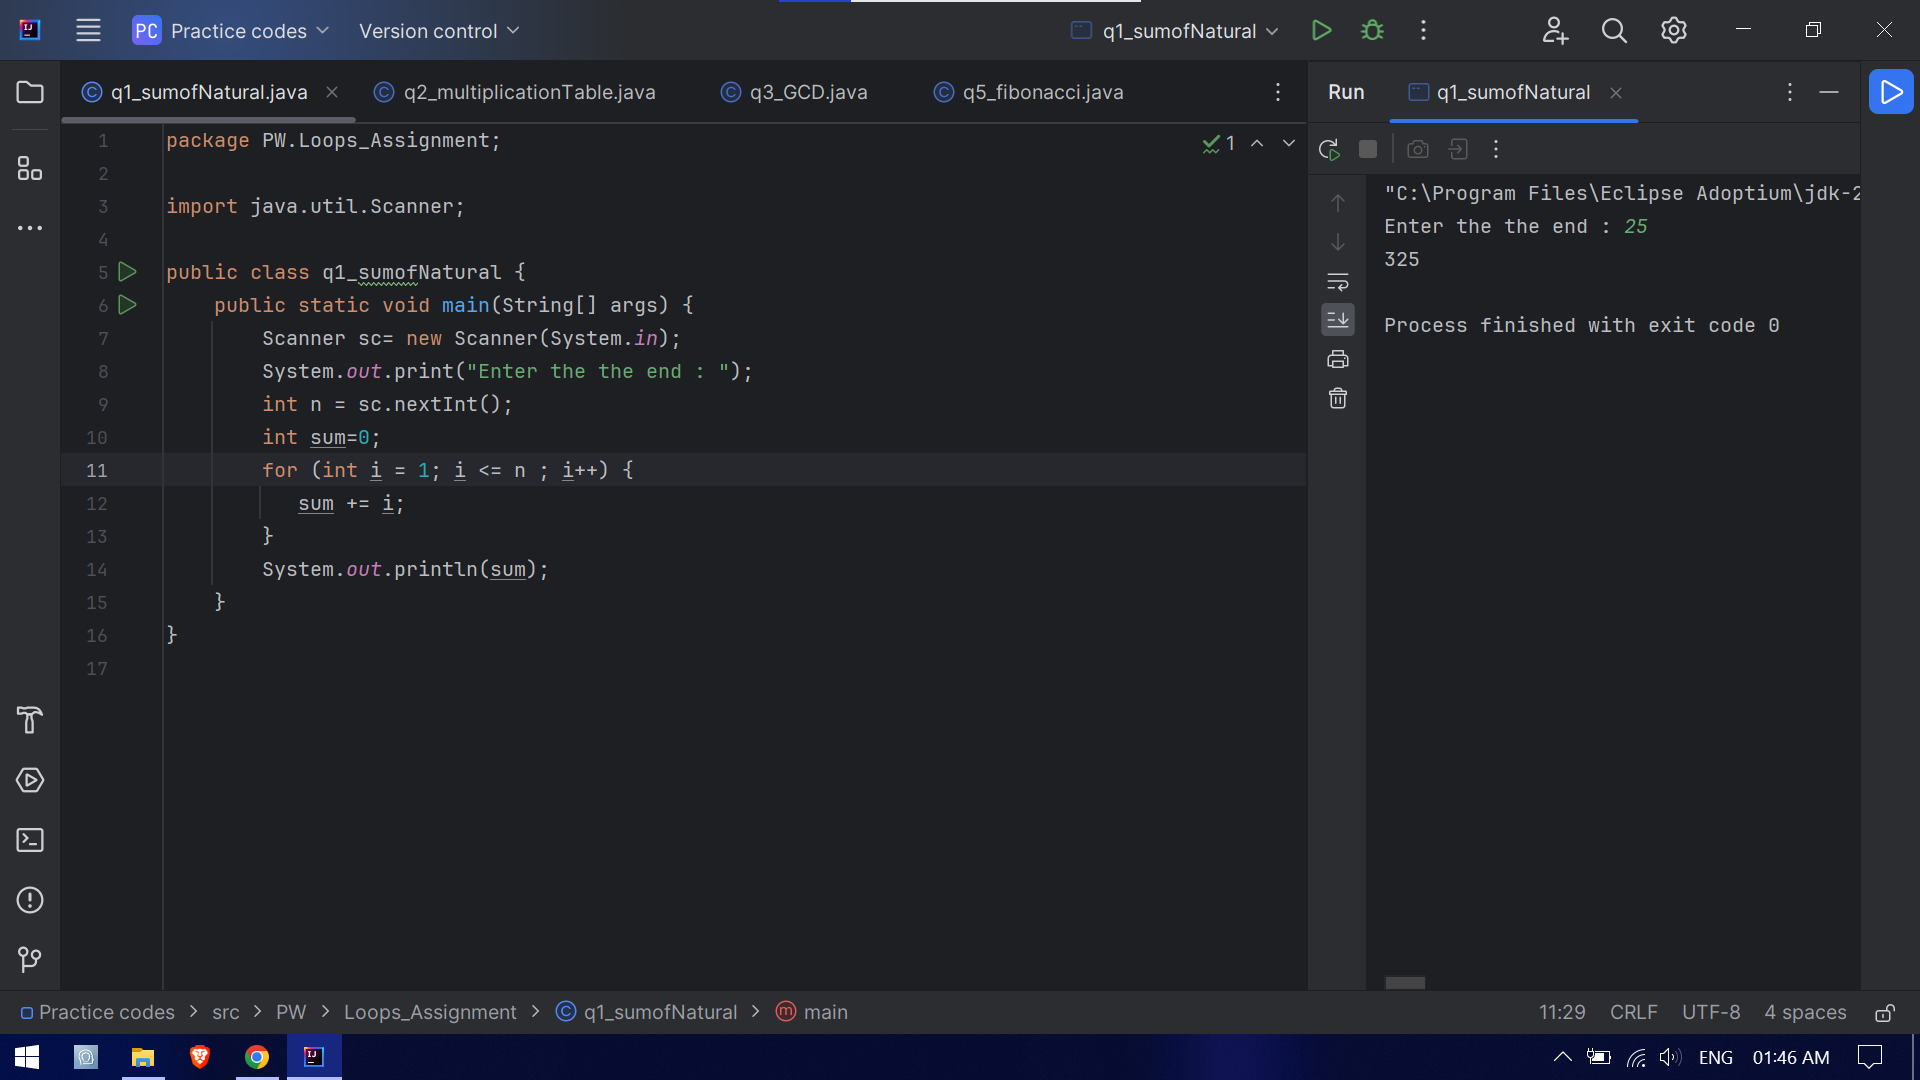 PC Practice codes Version control q1_sumofNatural
q1_sumofNatural.java q2_multiplicationTable.java q3_GCD.java q5_fibonacci.java
Run q1_sumofNatural
1 package PW.Loops_Assignment;
2
3 import java.util.Scanner;
4
5 public class q1_sumofNatural {
6 public static void main(String[] args) {
7 Scanner sc= new Scanner(System.in);
8 System.out.print("Enter the the end : ");
9 int n = sc.nextInt();
10 int sum=0;
11 for (int i = 1; i <= n ; i++) {
12 sum += i;
13 }
14 System.out.println(sum);
15 }
16 }
17
1
"C:\Program Files\Eclipse Adoptium\jdk-2
Enter the the end : 25
325
Process finished with exit code 0
Practice codes > src > PW > Loops_Assignment > q1_sumofNatural > main
11:29 CRLF UTF-8 4 spaces
ENG 01:46 AM